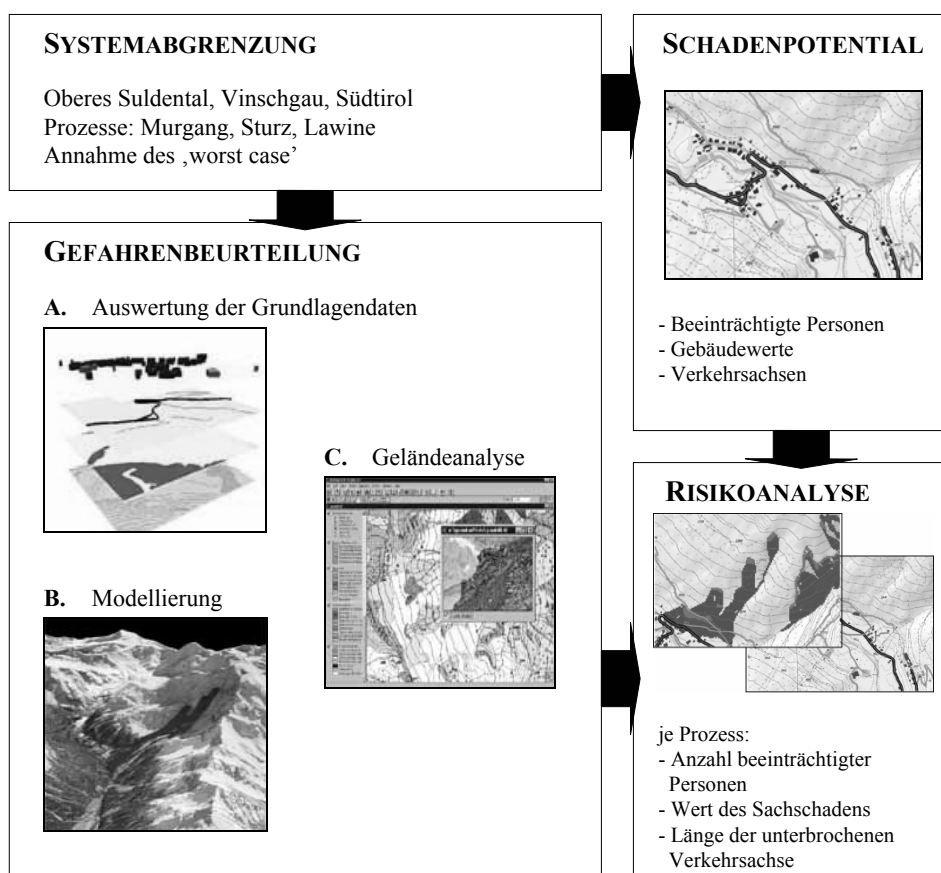 SYSTEMABGRENZUNG
Oberes Suldental, Vinschgau, Südtirol
Prozesse: Murgang, Sturz, Lawine
Annahme des ‚worst case’
SCHADENPOTENTIAL
- Beeinträchtigte Personen
- Gebäudewerte
- Verkehrsachsen
GEFAHRENBEURTEILUNG
A. Auswertung der Grundlagendaten
B. Modellierung
C. Geländeanalyse
RISIKOANALYSE
je Prozess:
- Anzahl beeinträchtigter
Personen
- Wert des Sachschadens
- Länge der unterbrochenen
Verkehrsachse